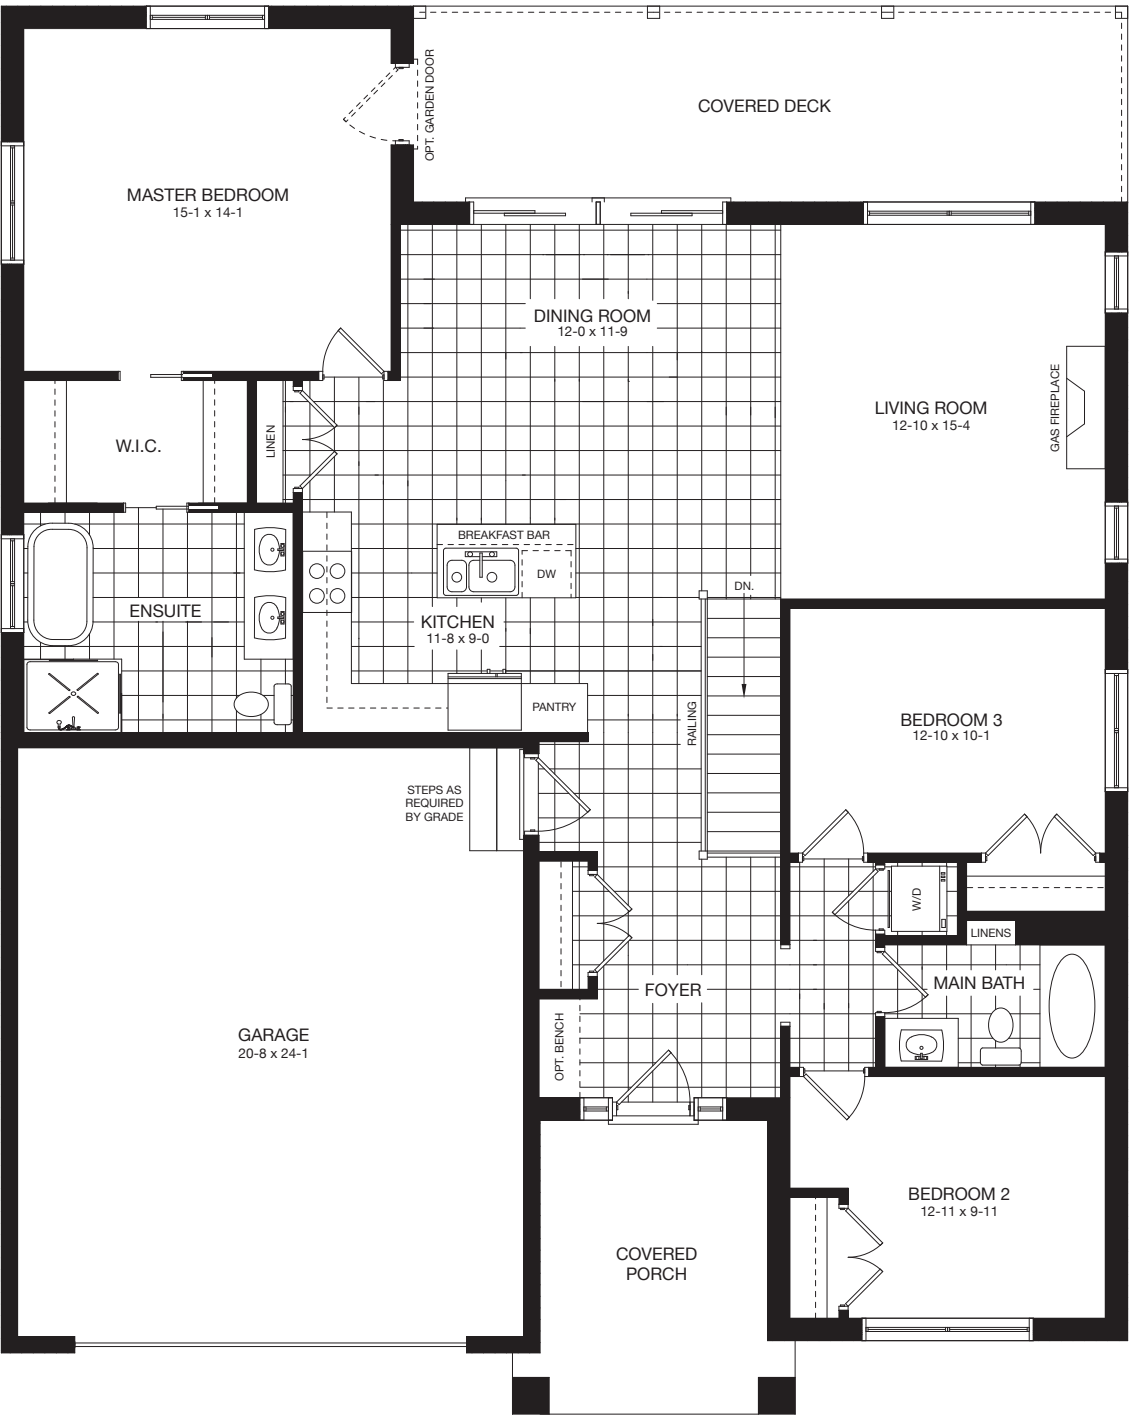 COVERED DECK
OPT. GARDEN DOOR
MASTER BEDROOM
15-1 x 14-1
DINING ROOM
12-0 x 11-9
LIVING ROOM
12-10 x 15-4
GAS FIREPLACE
W.I.C.
LINEN
BREAKFAST BAR
DW
ENSUITE
KITCHEN
11-8 x 9-0
DN.
PANTRY
RAILING
BEDROOM 3
12-10 x 10-1
STEPS AS
REQUIRED
BY GRADE
W/D
LINENS
MAIN BATH
FOYER
OPT. BENCH
GARAGE
20-8 x 24-1
BEDROOM 2
12-11 x 9-11
COVERED
PORCH